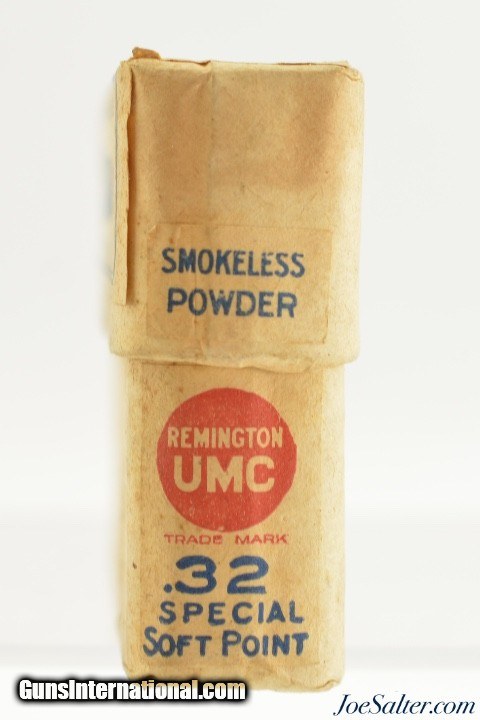 SMOKELESS
POWDER
REMINGTON
UMC
TRADE MARK
.32
SPECIAL
SOFT POINT
GunsInternational.com
JoeSalter.com